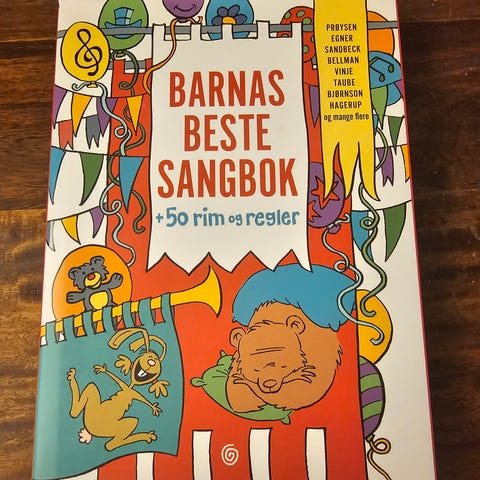 BARNAS
BESTE
SANGBOK
+50 rim og regler
PRØYSEN
EGNER
SANDBECK
BELLMAN
VINJE
TAUBE
BJØRNSON
HAGERUP
og mange flere